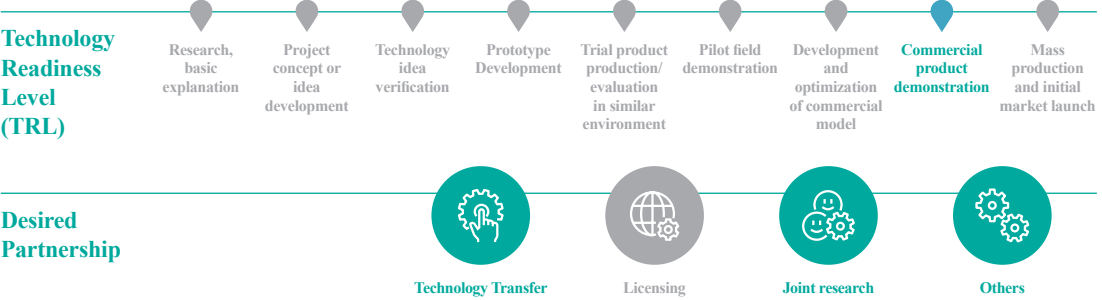 Technology
Readiness
Level
(TRL)
Research,
basic
explanation
Project
concept or
idea
development
Technology
idea
verification
Prototype
Development
Trial product
production/
evaluation
in similar
environment
Pilot field
demonstration
Development
and
optimization
of commercial
model
Commercial
product
demonstration
Mass
production
and initial
market launch
Desired
Partnership
Technology Transfer
Licensing
Joint research
Others